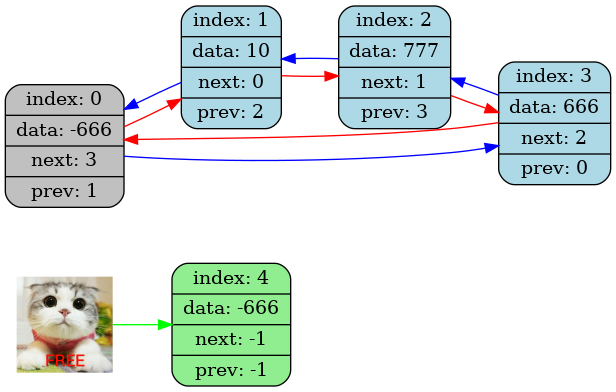 index: 0
data: -666
next: 3
prev: 1
index: 1
data: 10
next: 0
prev: 2
index: 2
data: 777
next: 1
prev: 3
index: 3
data: 666
next: 2
prev: 0
FREE
index: 4
data: -666
next: -1
prev: -1